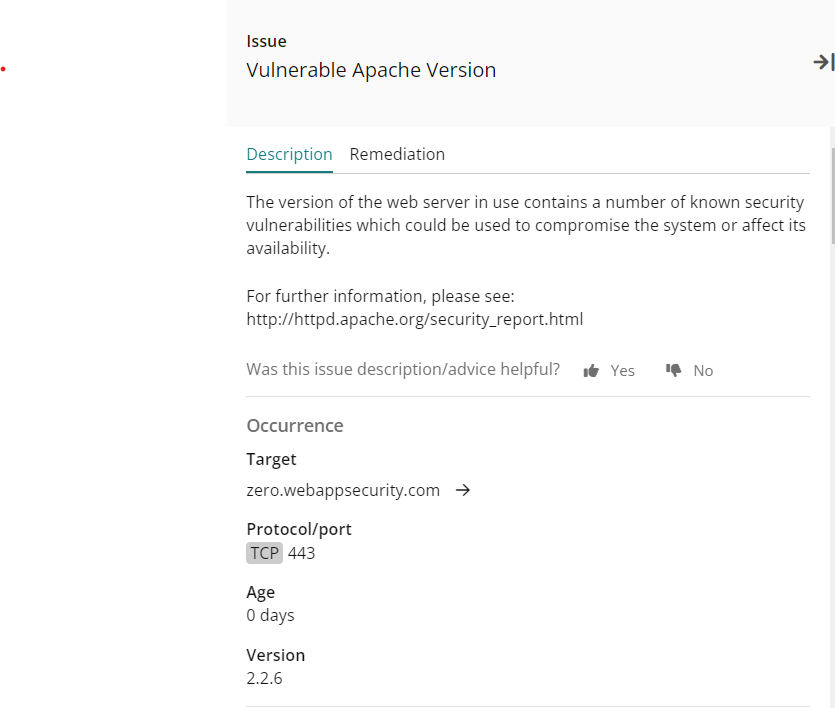 Issue
Vulnerable Apache Version
Description Remediation
The version of the web server in use contains a number of known security
vulnerabilities which could be used to compromise the system or affect its
availability.
For further information, please see:
http://httpd.apache.org/security_report.html
Was this issue description/advice helpful? Yes No
Occurrence
Target
zero.webappsecurity.com
Protocol/port
TCP 443
Age
0 days
Version
2.2.6